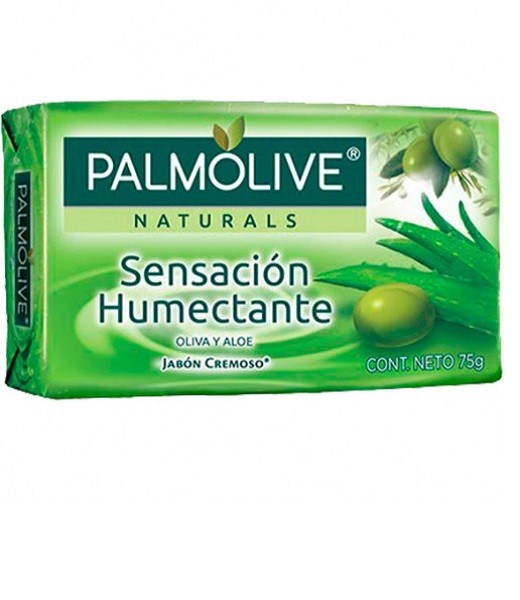 PALMOLIVE®
NATURALS
Sensación
Humectante
OLIVA Y ALOE
JABÓN CREMOSO*
CONT. NETO 75g
PALMOLIVE